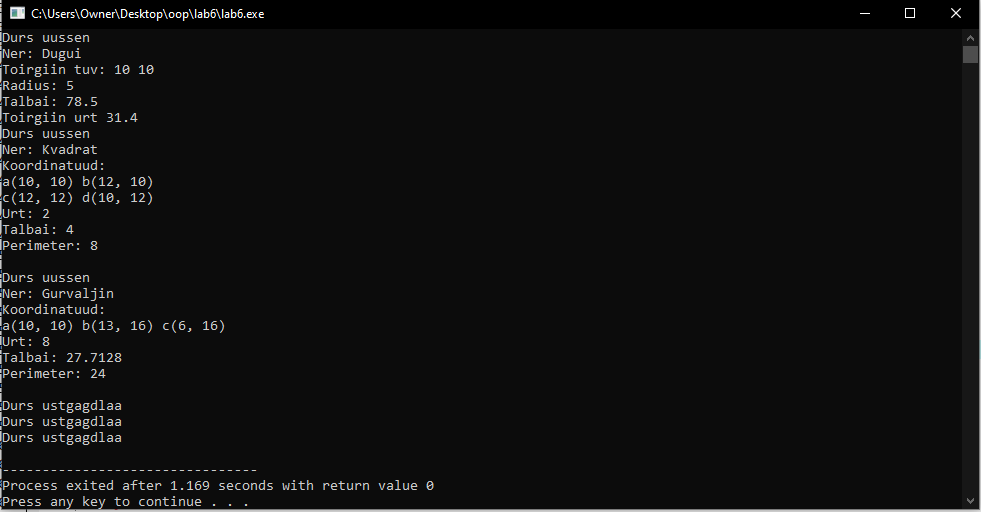 C:\Users\Owner\Desktop\oop\lab6\lab6.exe
Durs uussen
Ner: Dugui
Toirgiin tuv: 10 10
Radius: 5
Talbai: 78.5
Toirgiin urt 31.4
Durs uussen
Ner: Kvadrat
Koordinatuud:
a(10, 10) b(12, 10)
c(12, 12) d(10, 12)
Urt: 2
Talbai: 4
Perimeter: 8
Durs uussen
Ner: Gurvaljin
Koordinatuud:
a(10, 10) b(13, 16) c(6, 16)
Urt: 8
Talbai: 27.7128
Perimeter: 24
Durs ustgagdlaa
Durs ustgagdlaa
Durs ustgagdlaa
--------------------------------
Process exited after 1.169 seconds with return value 0
Press any key to continue . . .